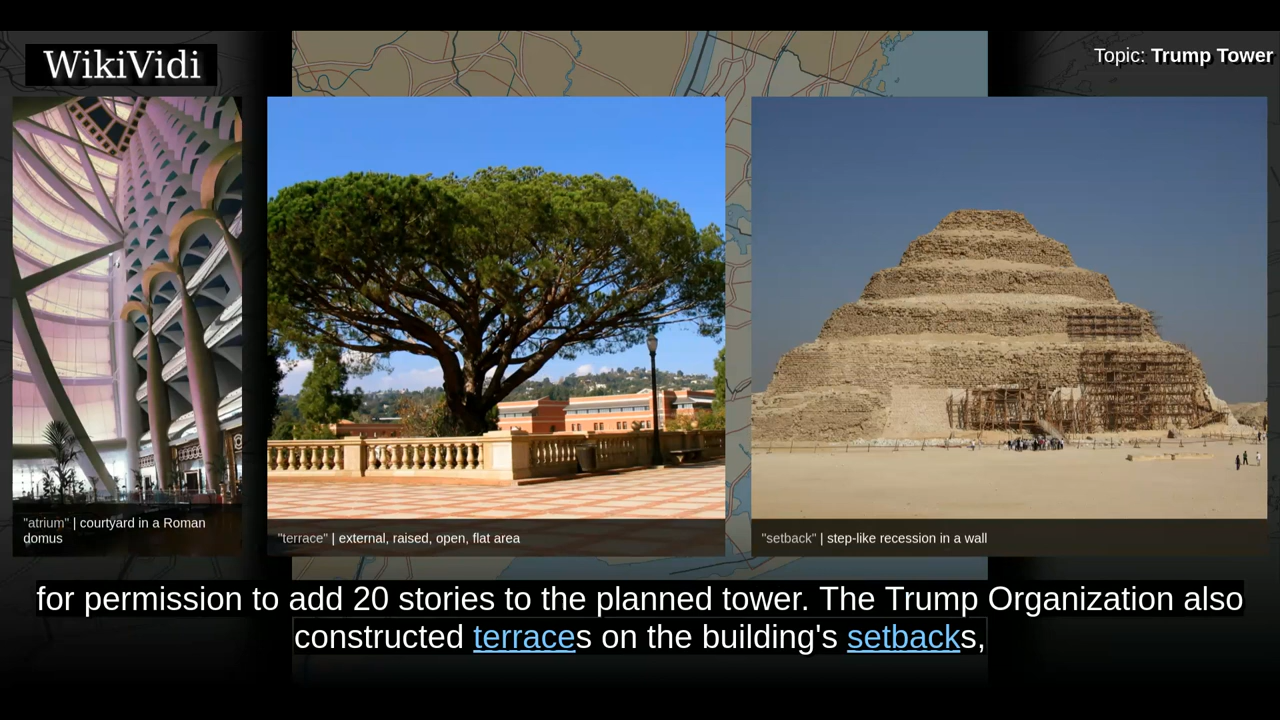 WikiVidi
Topic: Trump Tower
"atrium" | courtyard in a Roman
domus
"terrace" | external, raised, open, flat area
"setback" | step-like recession in a wall
for permission to add 20 stories to the planned tower. The Trump Organization also
constructed terraces on the building's setbacks,